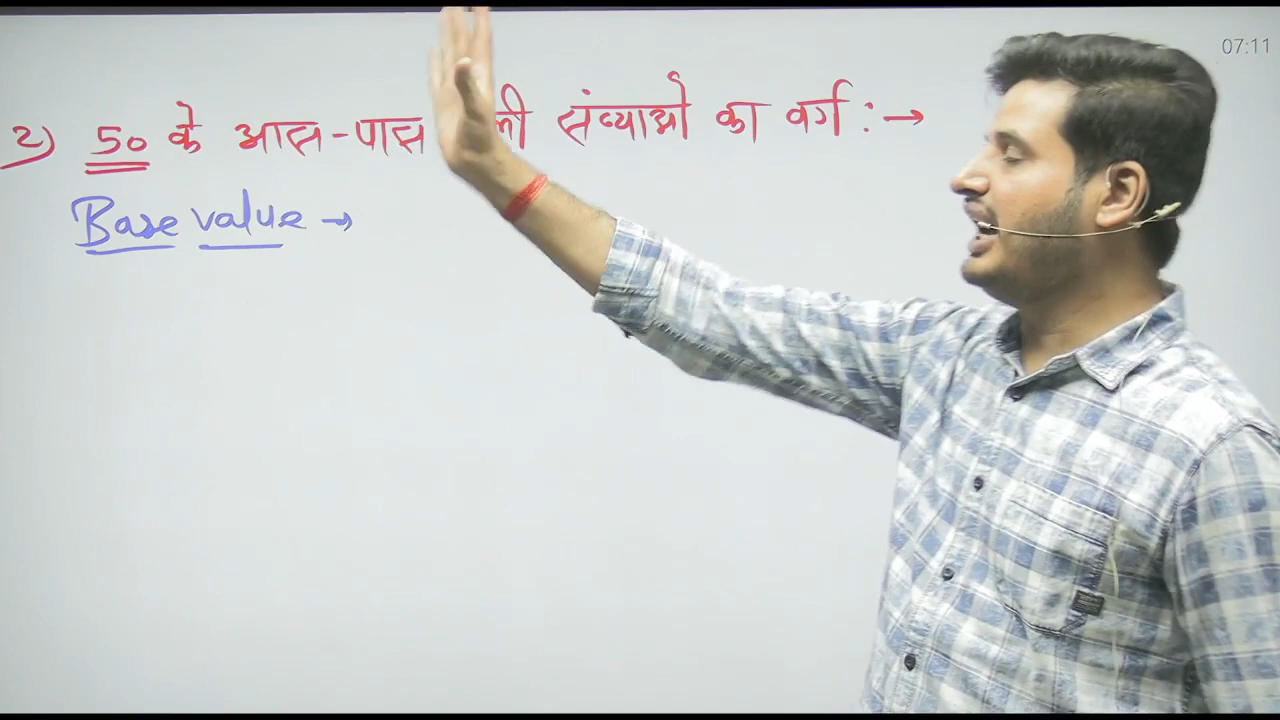 07:11
2) 50 के आस-पास ली संख्याओ का वर्ग :→
Base value →